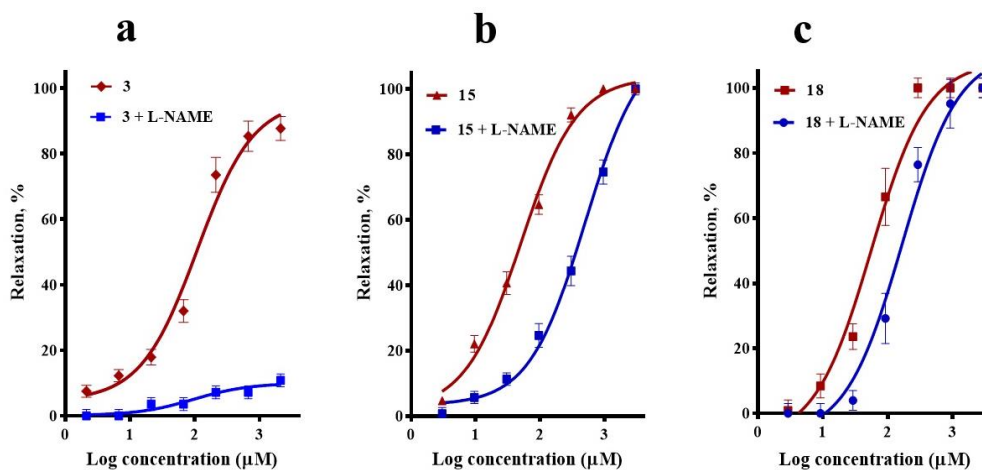 a
b
c
3
3 + L-NAME
15
15 + L-NAME
18
18 + L-NAME
Relaxation, %
100
80
60
40
20
0
0
1
2
3
Log concentration (µM)
Relaxation, %
100
80
60
40
20
0
0
1
2
3
Log concentration (µM)
Relaxation, %
100
80
60
40
20
0
0
1
2
3
Log concentration (µM)